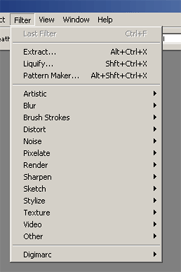 Filter View Window Help
Last Filter Ctrl+F
Extract... Alt+Ctrl+X
Liquify... Shft+Ctrl+X
Pattern Maker... Alt+Shft+Ctrl+X
Artistic
Blur
Brush Strokes
Distort
Noise
Pixelate
Render
Sharpen
Sketch
Stylize
Texture
Video
Other
Digimarc